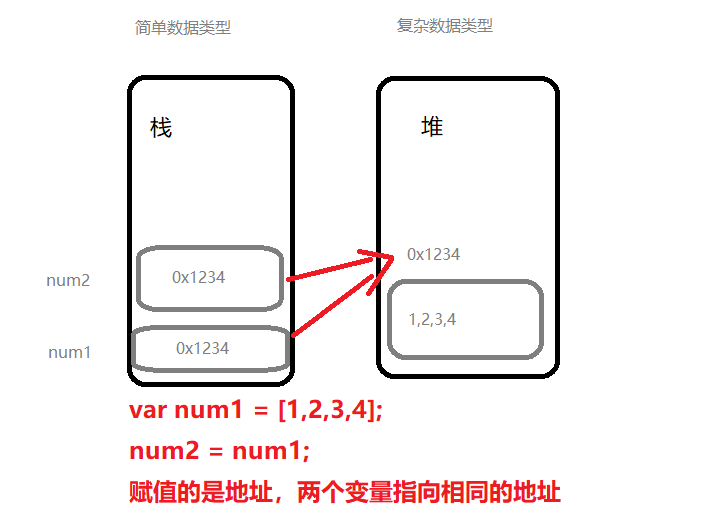 简单数据类型
复杂数据类型
栈
堆
num2
0x1234
0x1234
num1
0x1234
1,2,3,4
var num1 = [1,2,3,4];
num2 = num1;
赋值的是地址，两个变量指向相同的地址